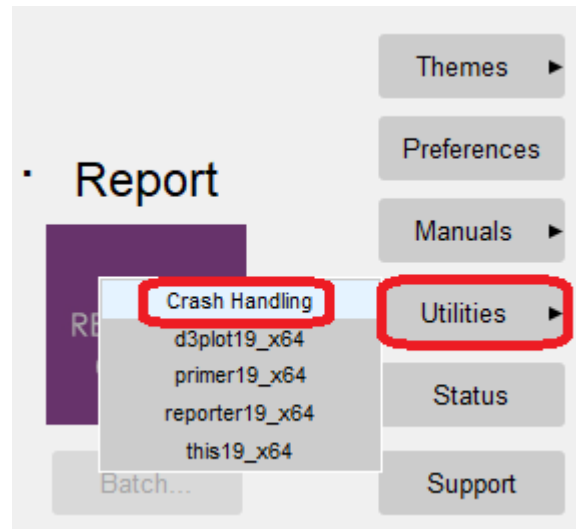 Themes
Preferences
Report
Manuals
Utilities
Crash Handling
d3plot19_x64
primer19_x64
reporter19_x64
this19_x64
Status
Batch...
Support